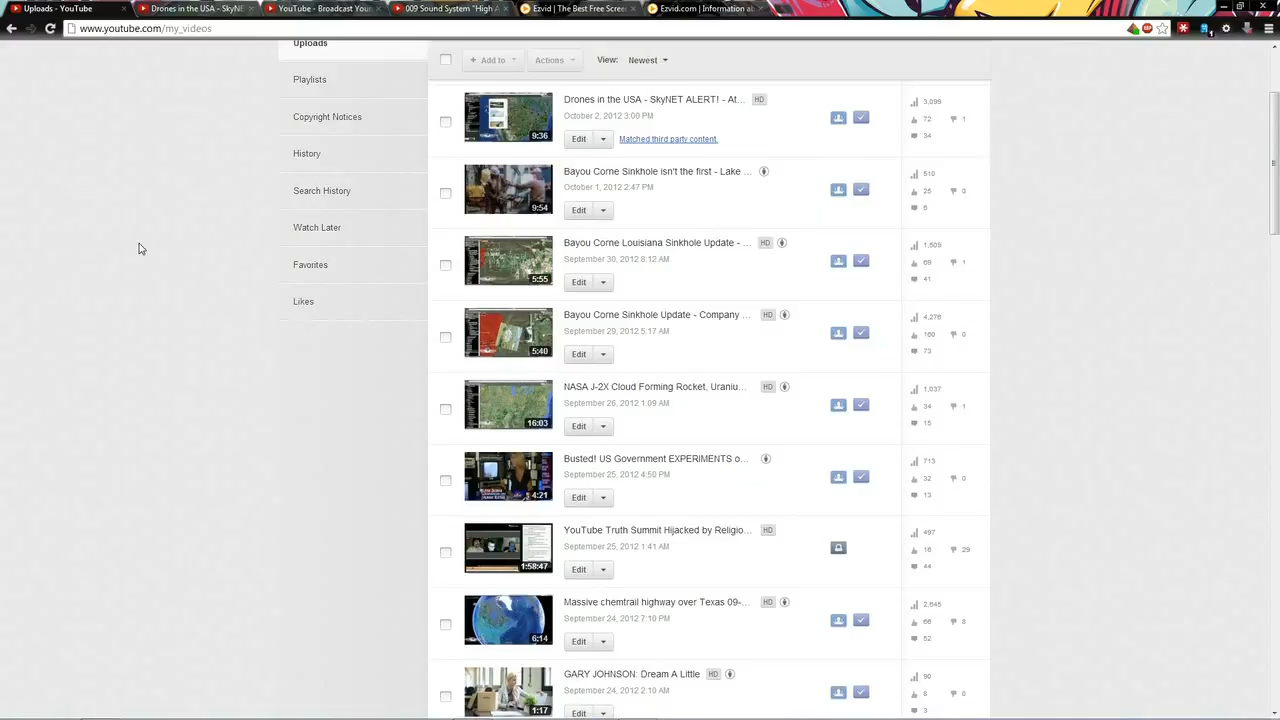 Uploads - YouTube
Drones in the USA - SkyNE
YouTube - Broadcast You
009 Sound System "High A
Ezvid | The Best Free Scree
Ezvid.com | Information ab
www.youtube.com/my_videos
Uploads
Playlists
Copyright Notices
History
Search History
Watch Later
Favorites
Likes
+ Add to
Actions
View:
Newest
Drones in the USA - SkyNET ALERT! - At... HD
October 2, 2012 3:00 PM
9:36
Edit
Matched third party content.
3,099
72 1
34
Bayou Corne Sinkhole isn't the first - Lake ...
October 1, 2012 2:47 PM
9:54
Edit
510
25 0
Bayou Corne Louisiana Sinkhole Update - ... HD
September 30, 2012 8:12 AM
5:55
Edit
1,509
69 1
41
Bayou Corne Sinkhole Update - Company ... HD
September 29, 2012 5:17 AM
5:40
Edit
4,276
160 0
73
NASA J-2X Cloud Forming Rocket, Uraniu... HD
September 26, 2012 1:09 AM
16:03
Edit
1,037
34 1
15
Busted! US Government EXPERIMENTS o...
September 25, 2012 4:50 PM
4:21
Edit
713
32 0
13
YouTube Truth Summit Hijacked by Religio... HD
September 25, 2012 1:41 AM
1:58:47
Edit
497
16 29
44
Massive chemtrail highway over Texas 09-... HD
September 24, 2012 7:10 PM
6:14
Edit
2,645
66 8
52
GARY JOHNSON: Dream A Little HD
September 24, 2012 2:10 AM
1:17
Edit
90
8 0
3